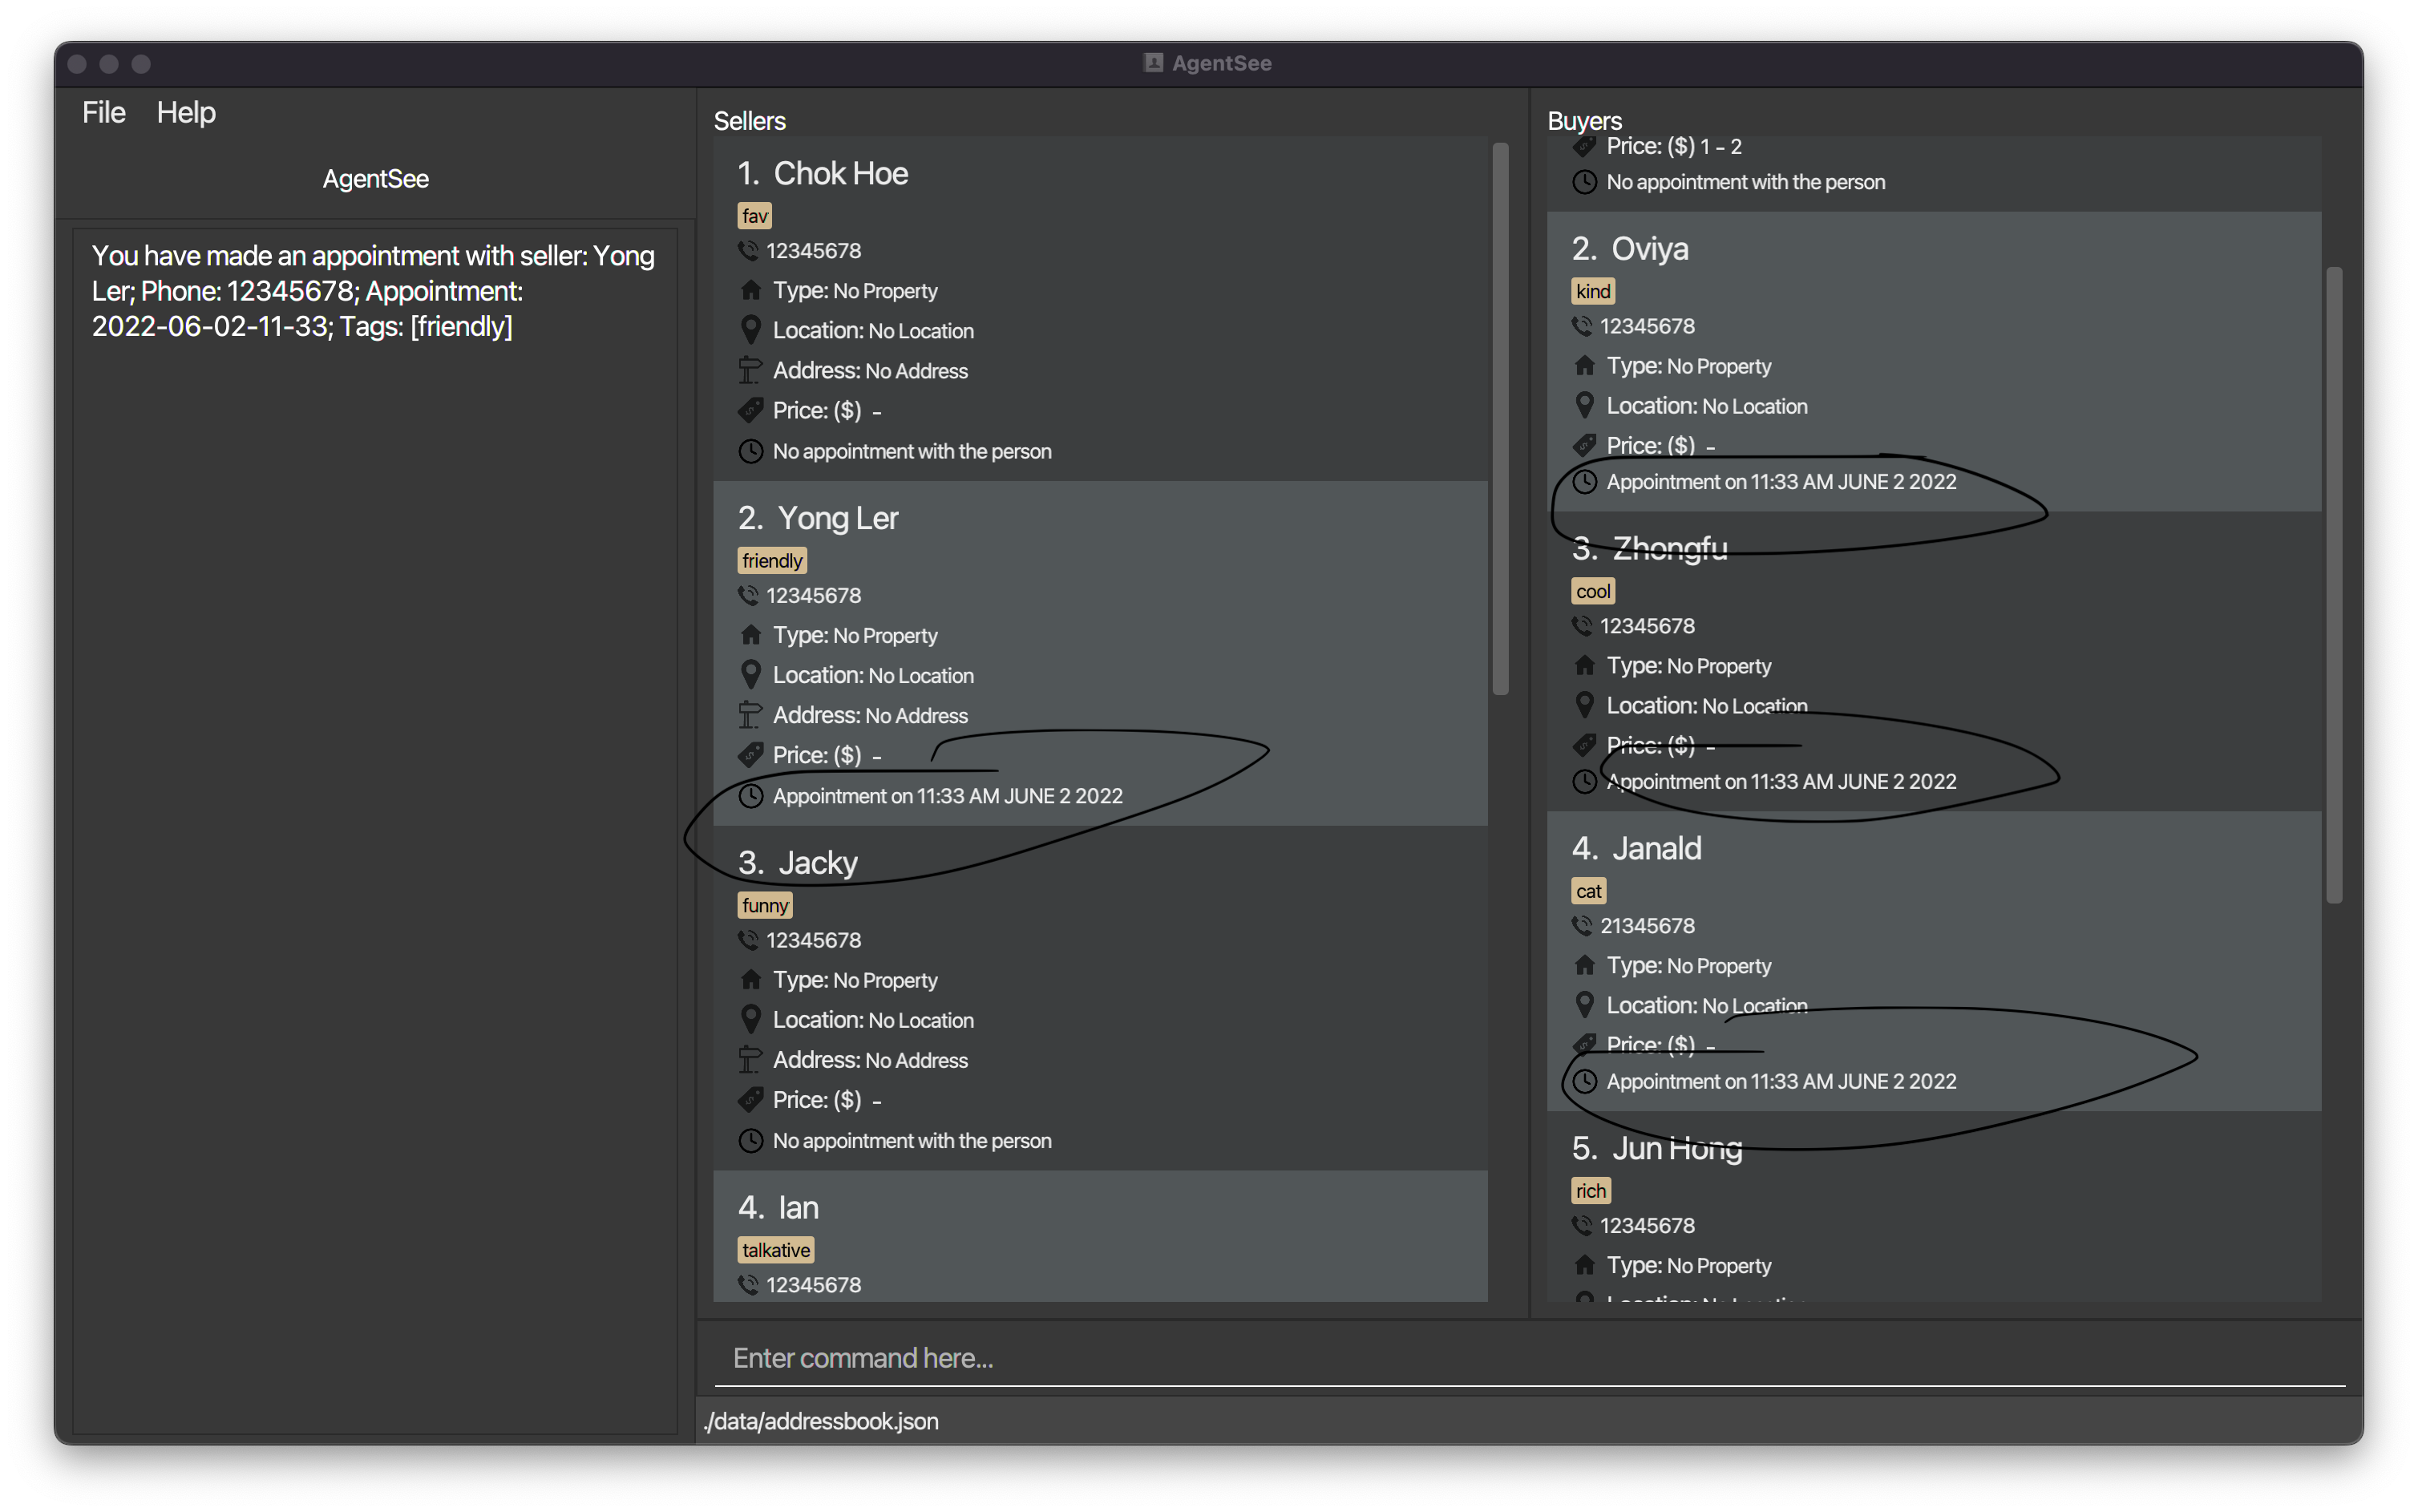 AgentSee
File Help
AgentSee
You have made an appointment with seller: Yong
Ler; Phone: 12345678; Appointment:
2022-06-02-11-33; Tags: [friendly]
Sellers
1. Chok Hoe
fav
12345678
Type: No Property
Location: No Location
Address: No Address
Price: ($) -
No appointment with the person
2. Yong Ler
friendly
12345678
Type: No Property
Location: No Location
Address: No Address
Price: ($) -
Appointment on 11:33 AM JUNE 2 2022
3. Jacky
funny
12345678
Type: No Property
Location: No Location
Address: No Address
Price: ($) -
No appointment with the person
4. Ian
talkative
12345678
Buyers
Price: ($) 1 - 2
No appointment with the person
2. Oviya
kind
12345678
Type: No Property
Location: No Location
Price: ($) -
Appointment on 11:33 AM JUNE 2 2022
3. Zhongfu
cool
12345678
Type: No Property
Location: No Location
Price: ($) -
Appointment on 11:33 AM JUNE 2 2022
4. Janald
cat
21345678
Type: No Property
Location: No Location
Price: ($) -
Appointment on 11:33 AM JUNE 2 2022
5. Jun Hong
rich
12345678
Type: No Property
Enter command here...
./data/addressbook.json